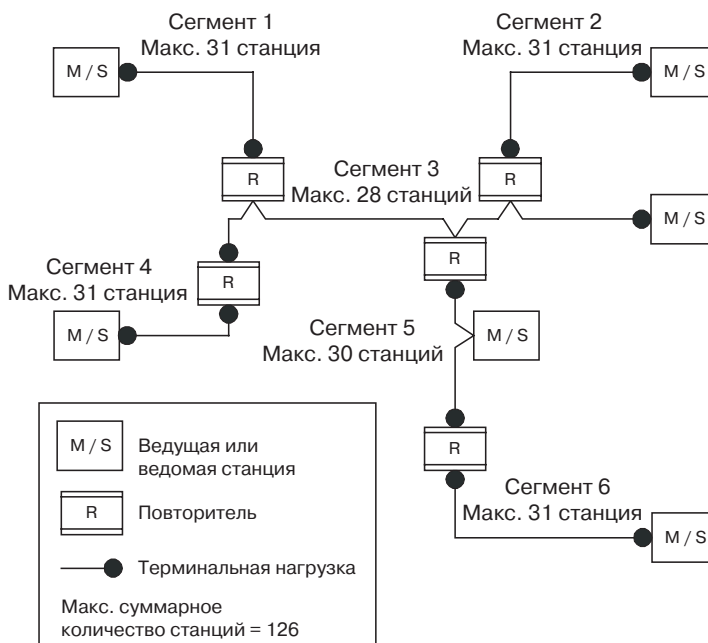 Сегмент 1
Макс. 31 станция
M / S
Сегмент 2
Макс. 31 станция
M / S
R
Сегмент 3
Макс. 28 станций
R
M / S
R
Сегмент 4
Макс. 31 станция
R
M / S
Сегмент 5
Макс. 30 станций
M / S
R
Сегмент 6
Макс. 31 станция
M / S
M / S
Ведущая или
ведомая станция
R
Повторитель
Терминальная нагрузка
Макс. суммарное
количество станций = 126